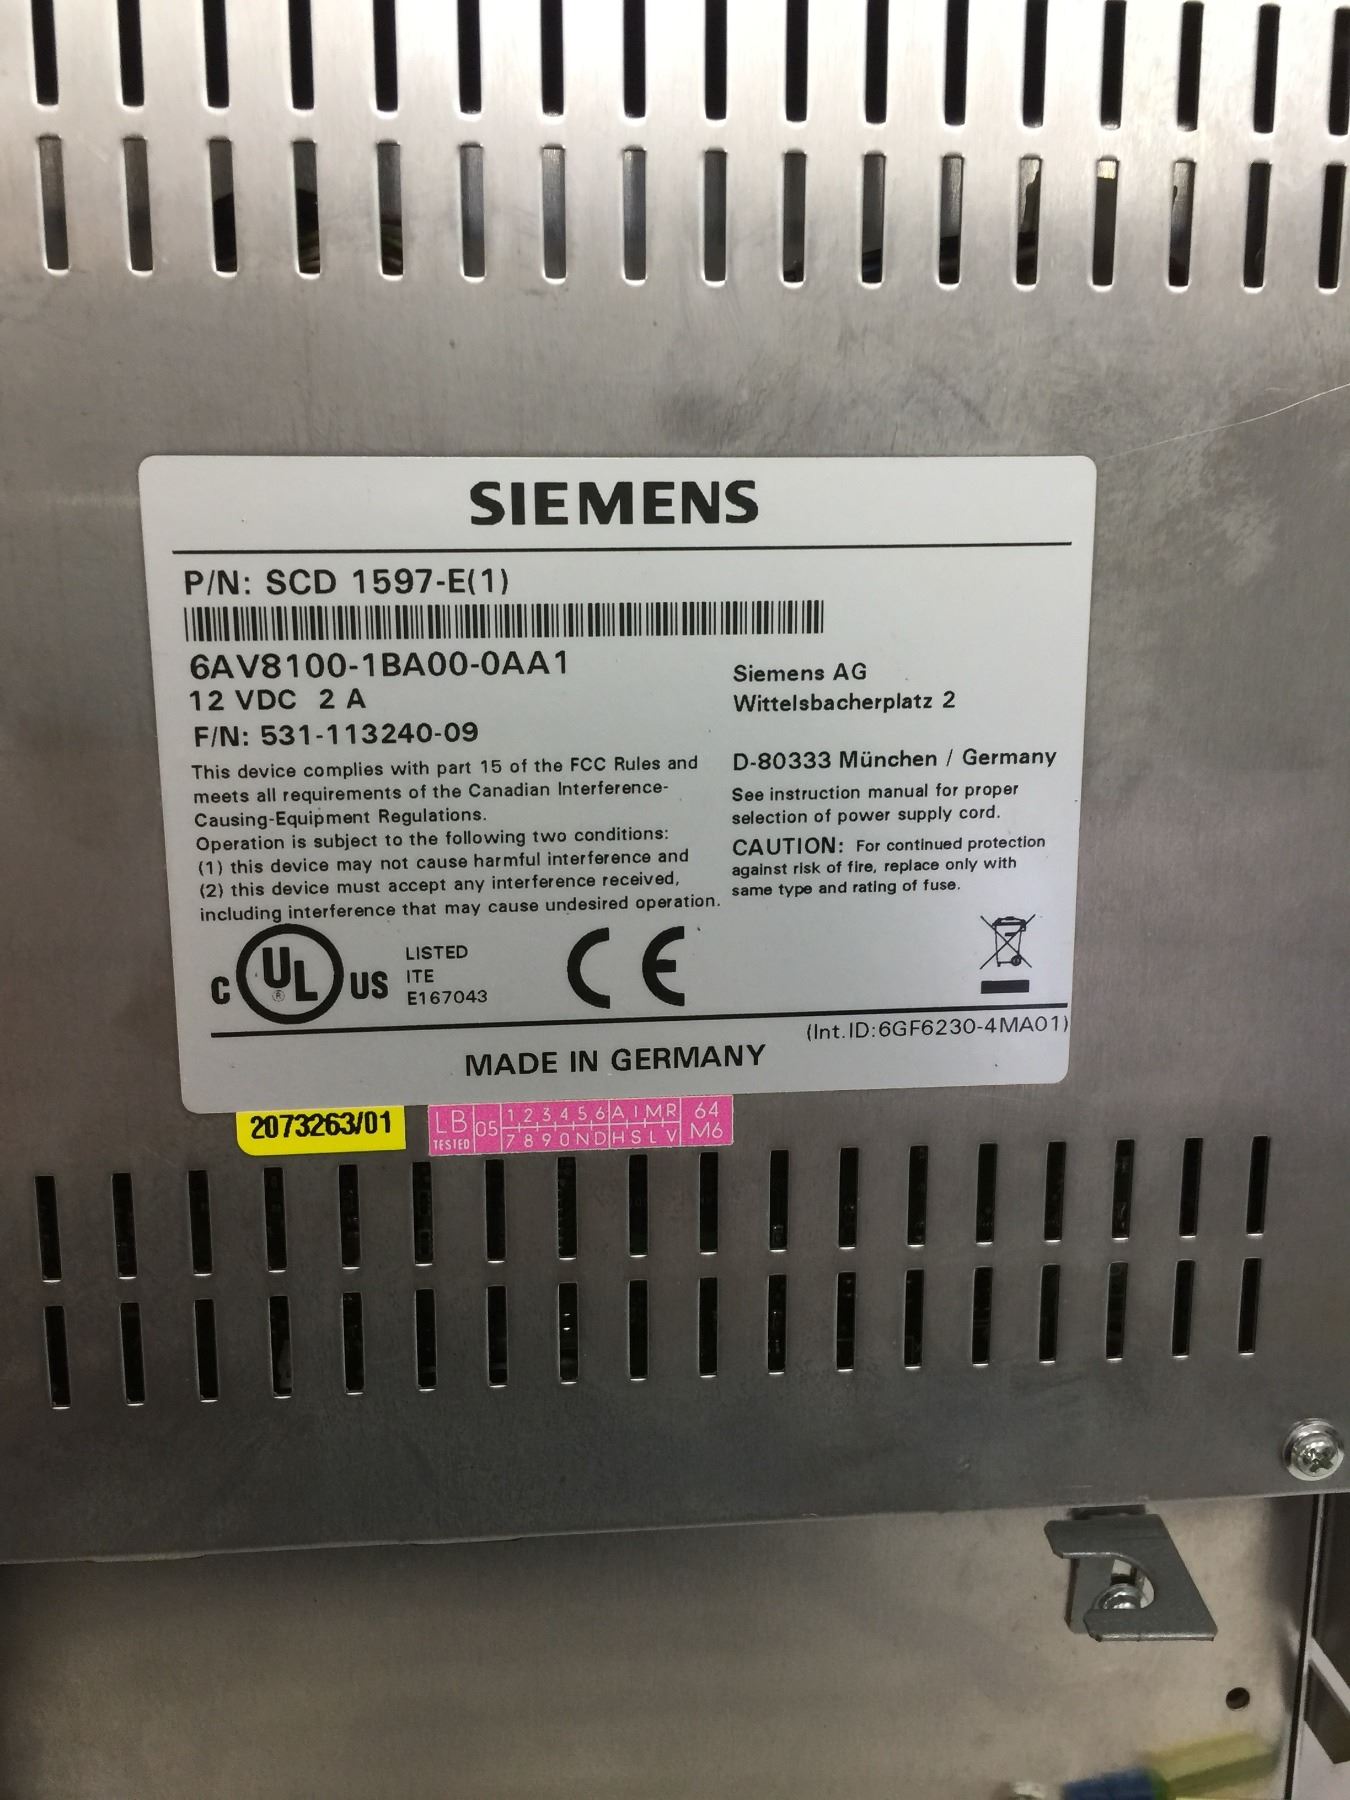 SIEMENS
P/N: SCD 1597-E(1)
6AV8100-1BA00-0AA1
12 VDC 2 A
F/N: 531-113240-09
This device complies with part 15 of the FCC Rules and
meets all requirements of the Canadian Interference-
Causing-Equipment Regulations.
Operation is subject to the following two conditions:
(1) this device may not cause harmful interference and
(2) this device must accept any interference received,
including interference that may cause undesired operation.
Siemens AG
Wittelsbacherplatz 2
D-80333 München / Germany
See instruction manual for proper
selection of power supply cord.
CAUTION: For continued protection
against risk of fire, replace only with
same type and rating of fuse.
C UL ® US
LISTED
ITE
E167043
CE
(Int.ID:6GF6230-4MA01)
MADE IN GERMANY
2073263/01
LB 05 1 2 3 4 5 6 A J M R 64
TESTED 7 8 9 0 N D H S L V M6